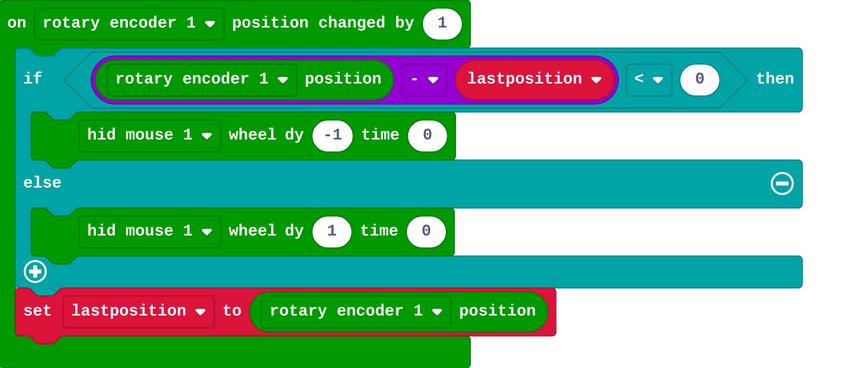 on rotary encoder 1 position changed by 1
if rotary encoder 1 position - lastposition < 0 then
hid mouse 1 wheel dy -1 time 0
else
hid mouse 1 wheel dy 1 time 0
set lastposition to rotary encoder 1 position